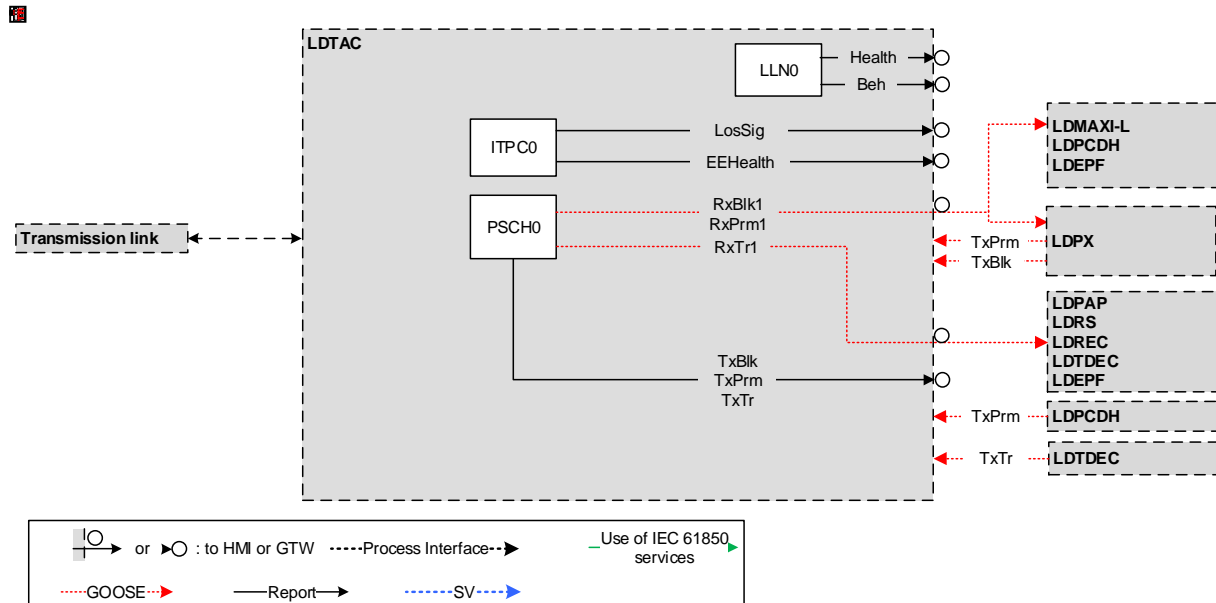 LDTAC
LLN0
Health
Beh
ITPC0
LosSig
EEHealth
PSCH0
RxBlk1
RxPrm1
RxTr1
TxBlk
TxPrm
TxTr
Transmission link
LDMAXI-L
LDPCDH
LDEPF
TxPrm
TxBlk
LDPX
LDPAP
LDRS
LDREC
LDTDEC
LDEPF
TxPrm
LDPCDH
TxTr
LDTDEC
or : to HMI or GTW
Process Interface
Use of IEC 61850
services
GOOSE
Report
SV